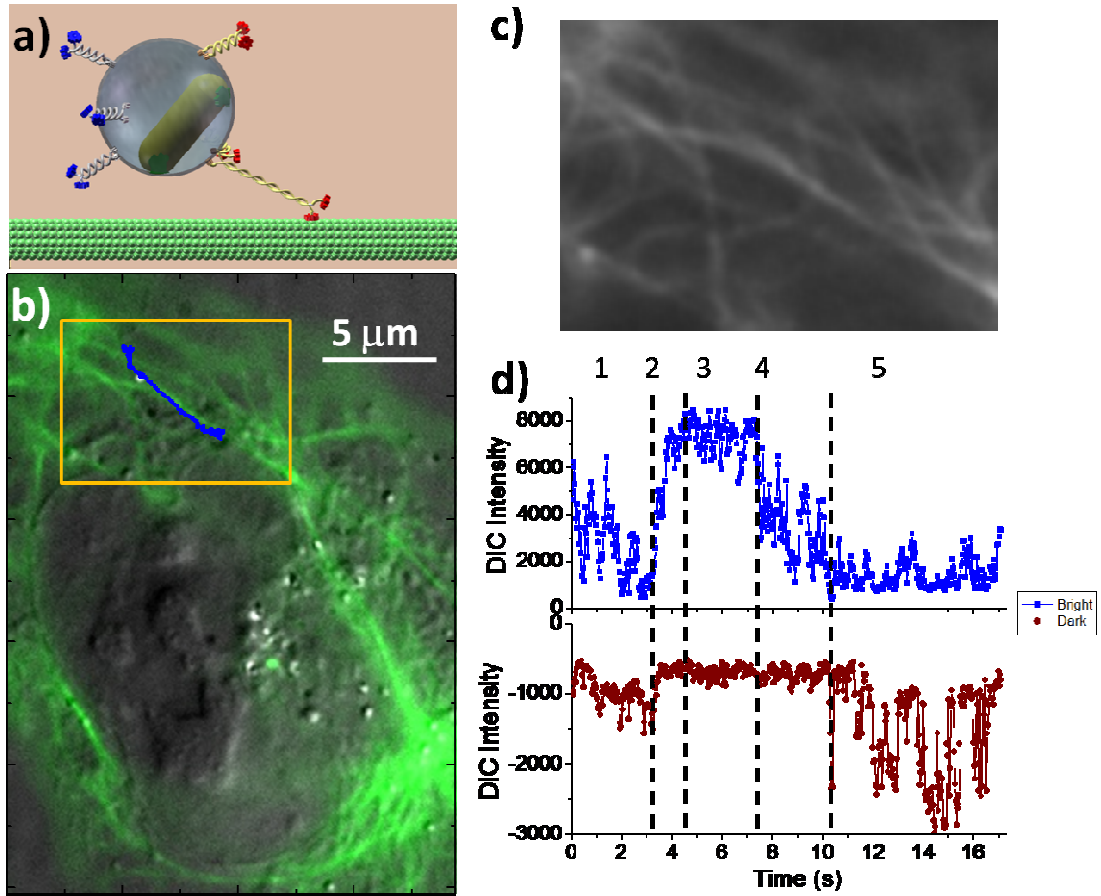 a)
b)
5 μm
c)
d)
1 2 3 4 5
DIC Intensity
8000
6000
4000
2000
0
DIC Intensity
0
-1000
-2000
-3000
0 2 4 6 8 10 12 14 16
Time (s)
Bright
Dark